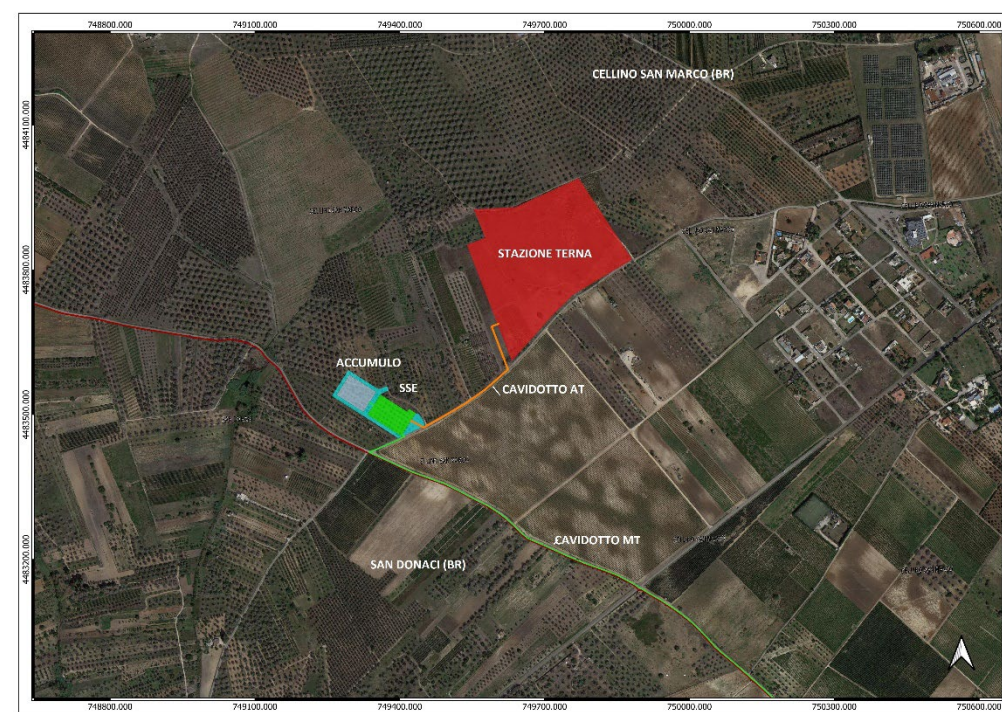 748800.000 749100.000 749400.000 749700.000 750000.000 750300.000 750600.000
CELLINO SAN MARCO (BR)
4484100.000
STAZIONE TERNA
4483800.000
ACCUMULO
SSE
CAVIDOTTO AT
4483500.000
CAVIDOTTO MT
SAN DONACI (BR)
4483200.000
748800.000 749100.000 749400.000 749700.000 750000.000 750300.000 750600.000